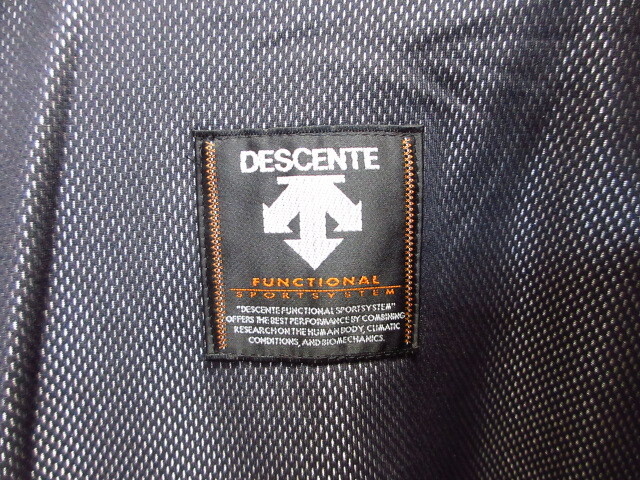 DESCENTE
FUNCTIONAL
SPORTSYSTEM
"DESCENTE FUNCTIONAL SPORTSYSTEM"
OFFERS THE BEST PERFORMANCE BY COMBINING
RESEARCH ON THE HUMAN BODY, CLIMATIC
CONDITIONS, AND BIOMECHANICS.